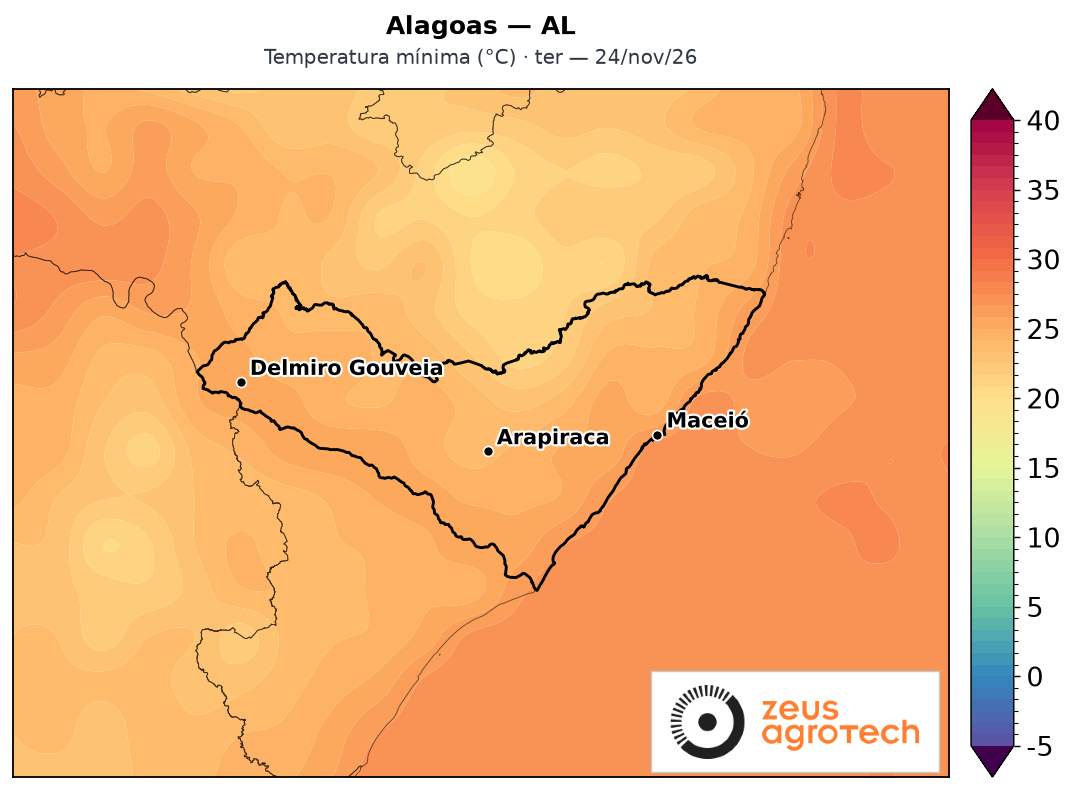 Alagoas — AL
Temperatura mínima (°C) · ter — 24/nov/26
Delmiro Gouveia
Arapiraca
Maceió
40
35
30
25
20
15
10
5
0
-5
zeus
agrotech